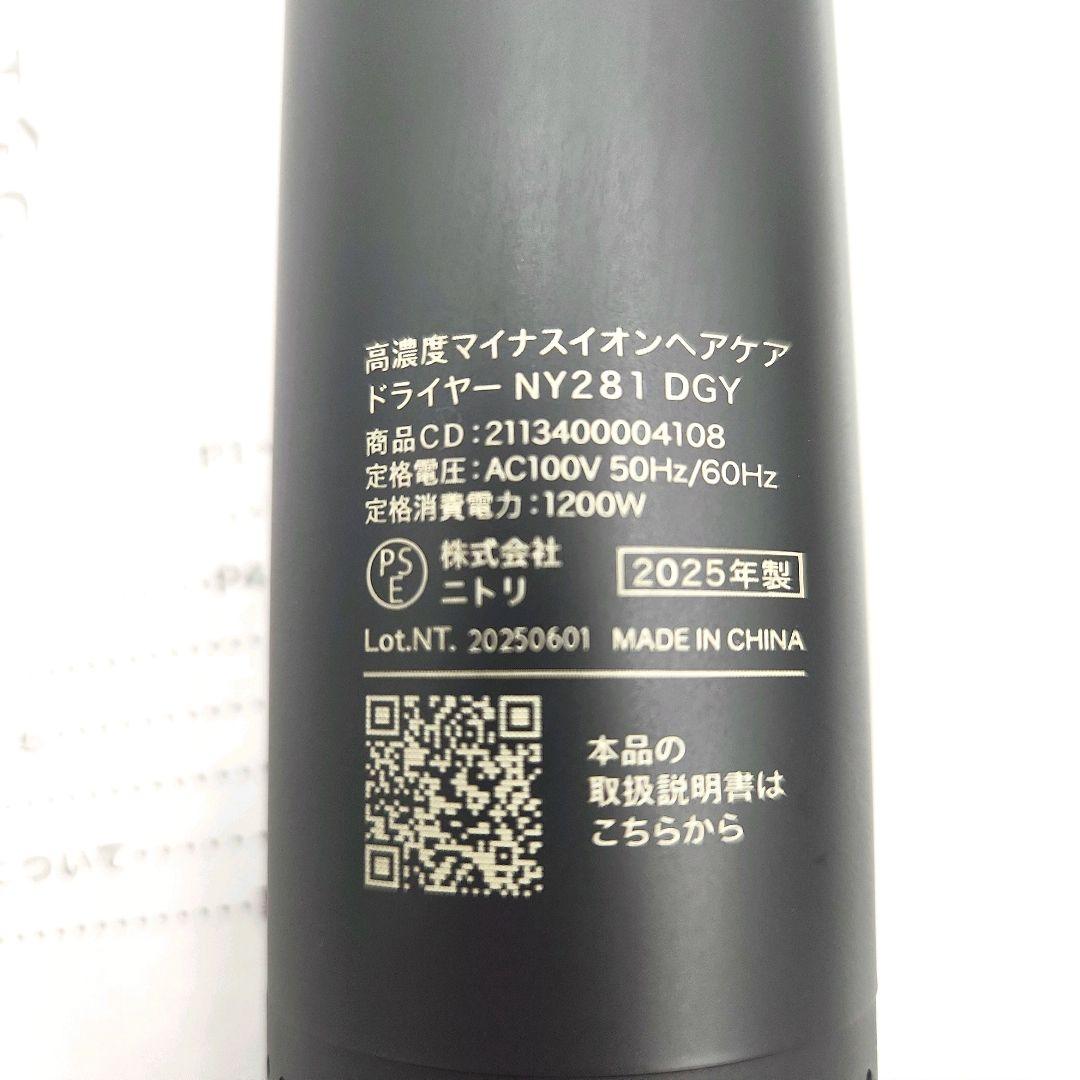 高濃度マイナスイオンヘアケア
ドライヤー NY281 DGY
商品CD:2113400004108
定格電圧:AC100V 50Hz/60Hz
定格消費電力:1200W
PSE 株式会社
ニトリ
2025年製
Lot.NT. 20250601 MADE IN CHINA
本品の
取扱説明書は
こちらから
ついて